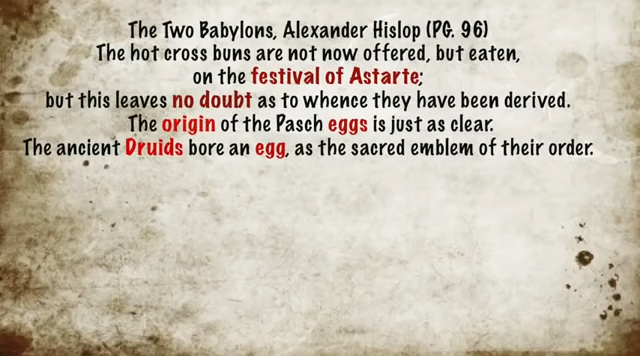 The Two Babylons, Alexander Hislop (PG. 96)
The hot cross buns are not now offered, but eaten,
on the festival of Astarte;
but this leaves no doubt as to whence they have been derived.
The origin of the Pasch eggs is just as clear.
The ancient Druids bore an egg, as the sacred emblem of their order.